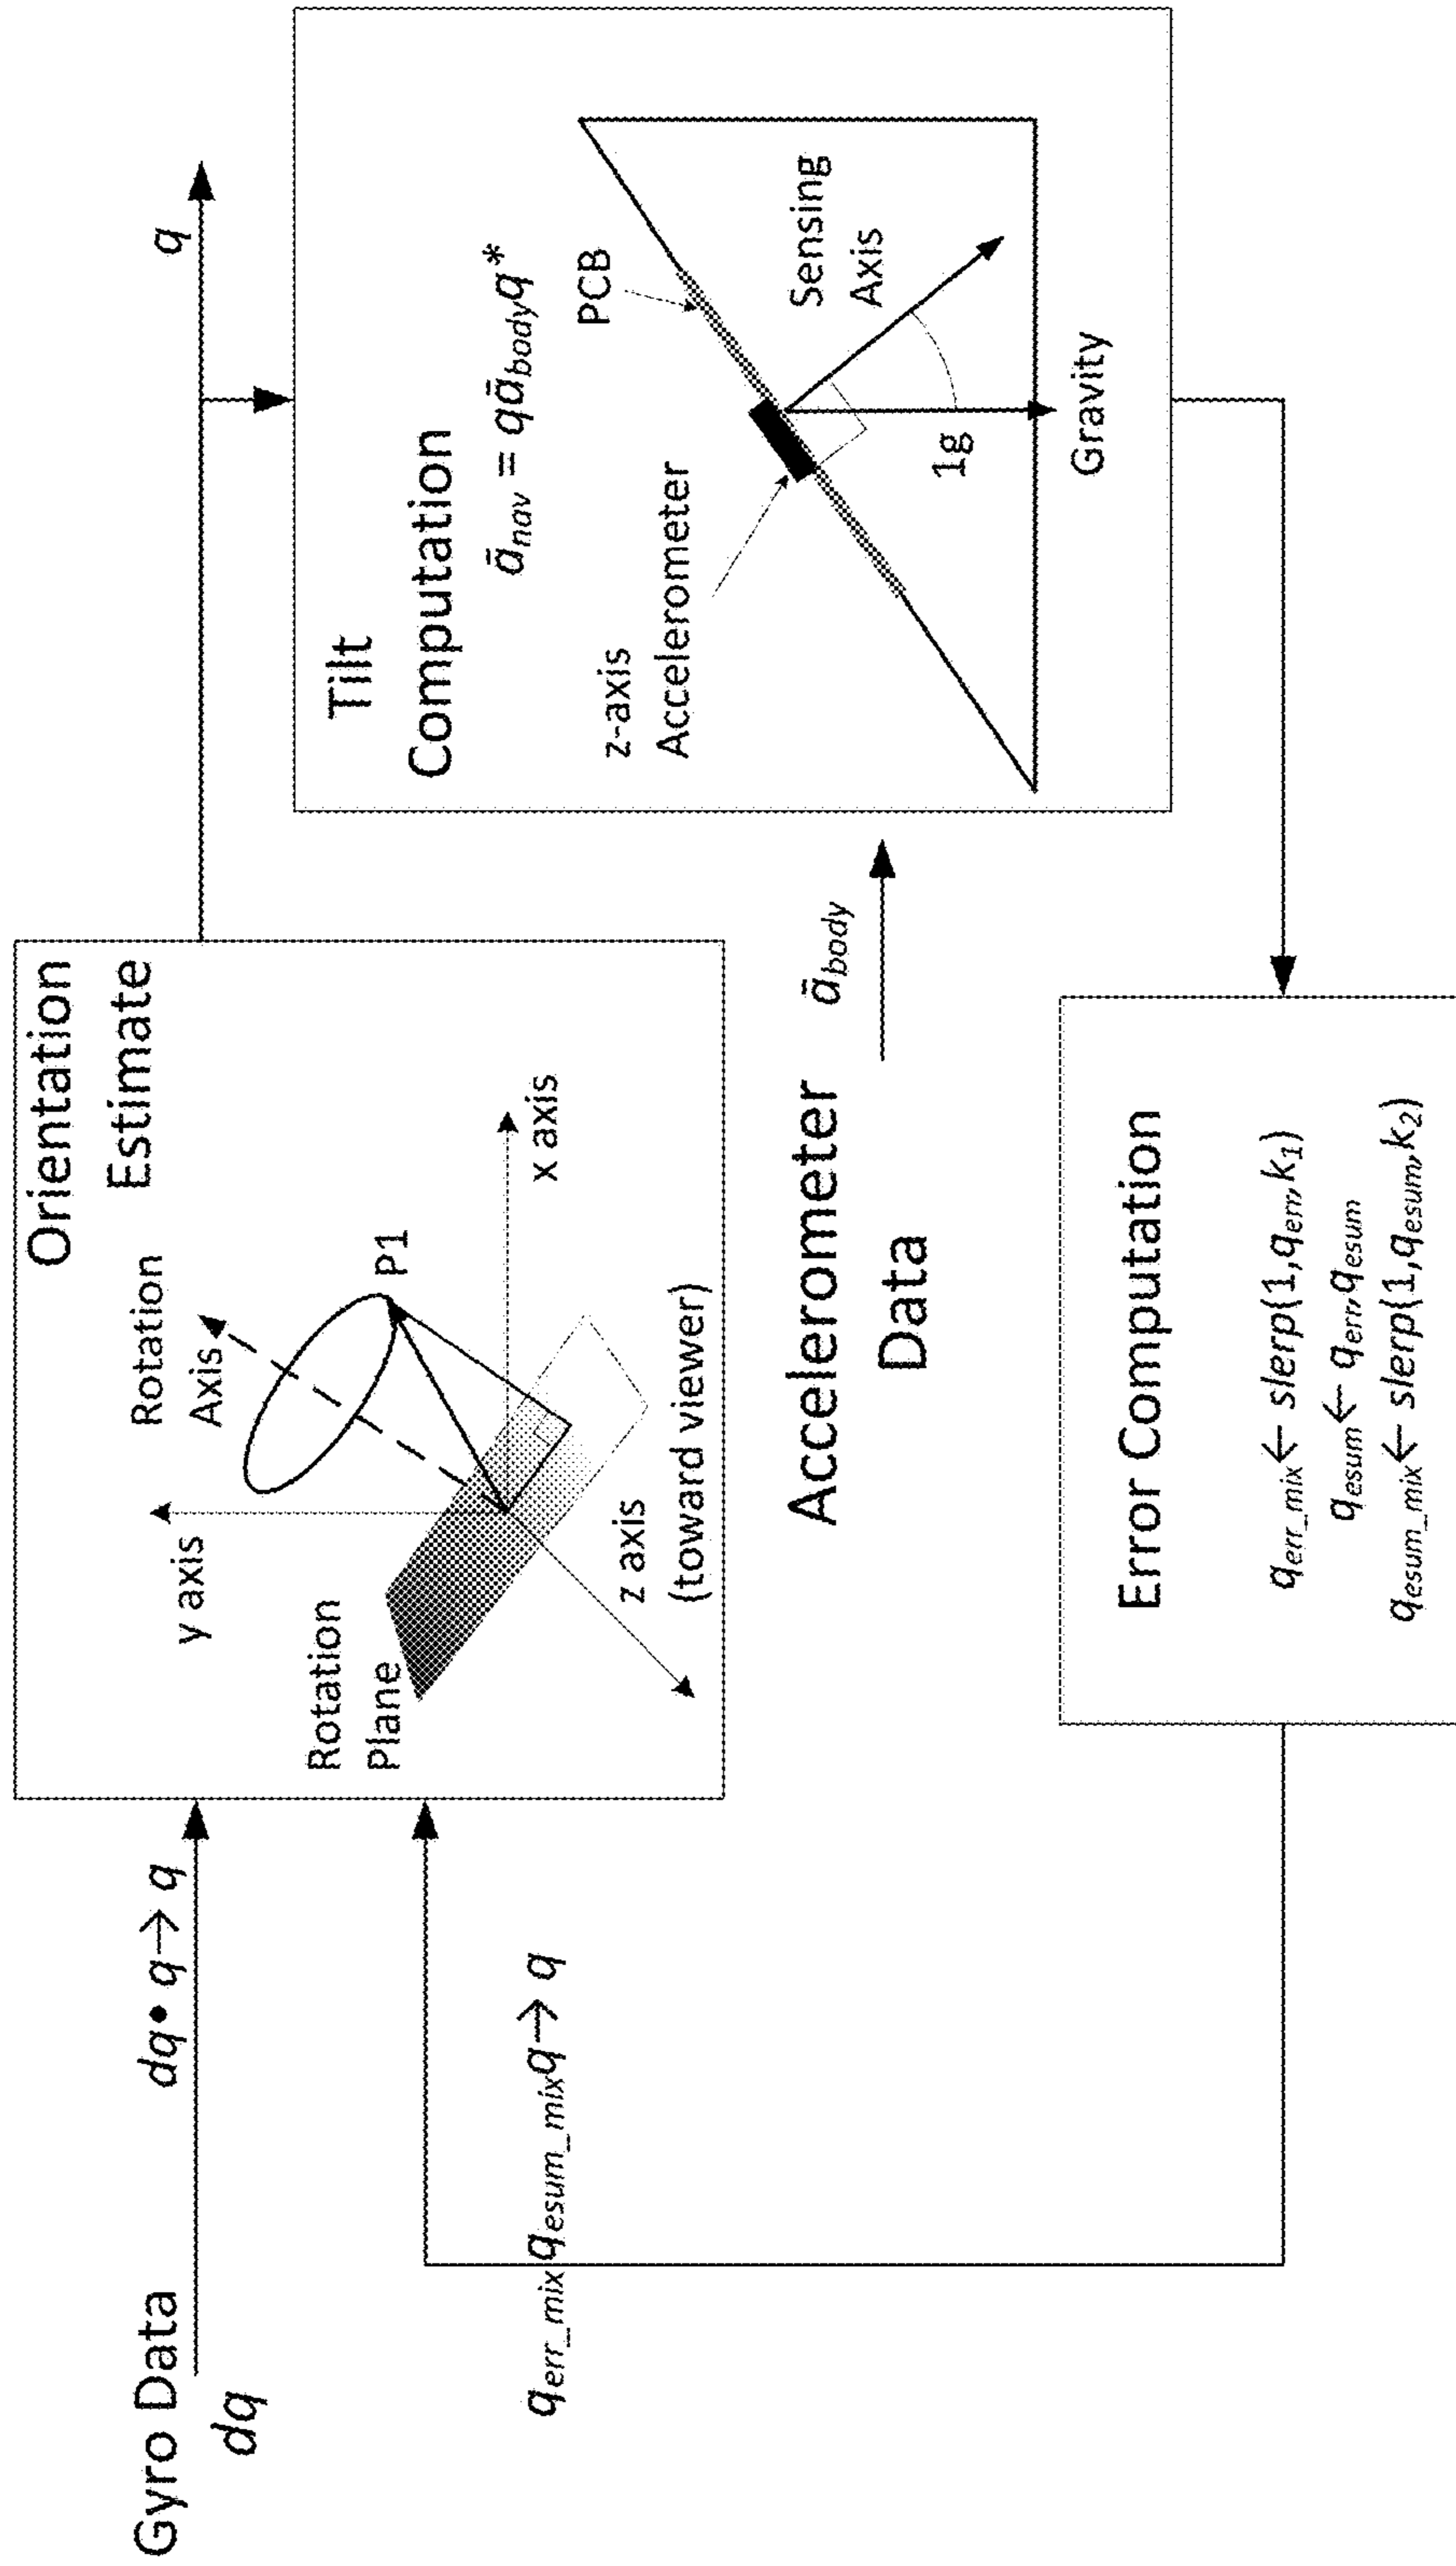 Gyro Data
dq
dq• q→ q
q_err_mix q_esum_mix q→ q
Orientation
Estimate
Rotation
Axis
y axis
P1
Rotation
Plane
x axis
z axis
(toward viewer)
q
Tilt
Computation
ā_nav = qā_body q*
PCB
z-axis
Accelerometer
Sensing
Axis
1g
Gravity
Accelerometer
Data
ā_body
Error Computation
q_err_mix ← slerp(1,q_err,k_1)
q_esum ← q_err,q_esum
q_esum_mix ← slerp(1,q_esum,k_2)